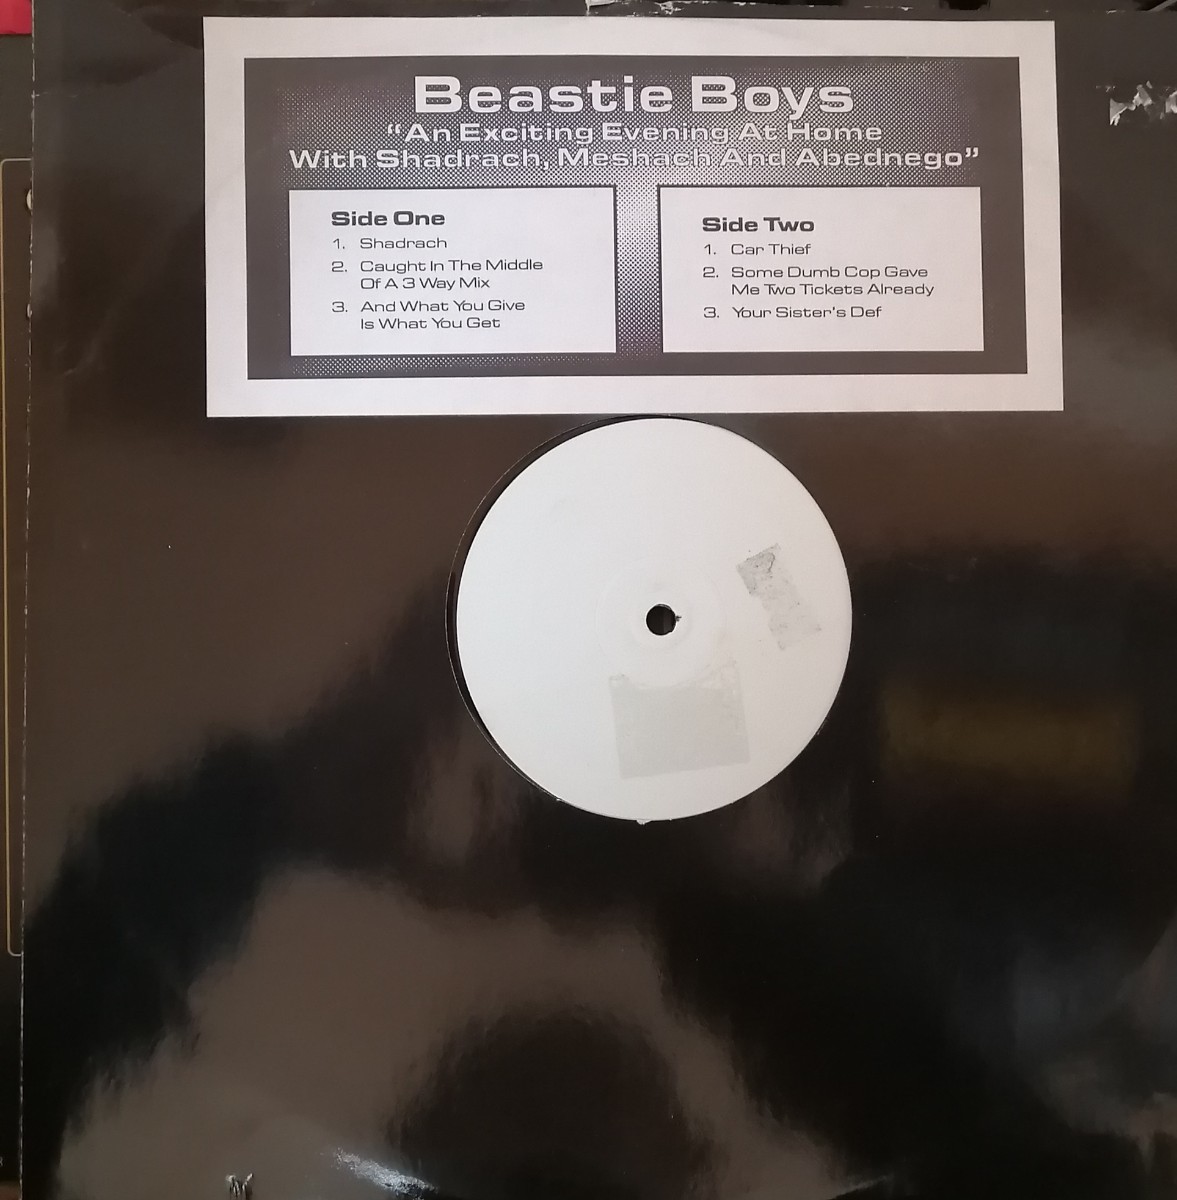 Beastie Boys
“An Exciting Evening At Home
With Shadrach, Meshach And Abednego”
Side One
1. Shadrach
2. Caught In The Middle
Of A 3 Way Mix
3. And What You Give
Is What You Get
Side Two
1. Car Thief
2. Some Dumb Cop Gave
Me Two Tickets Already
3. Your Sister's Def